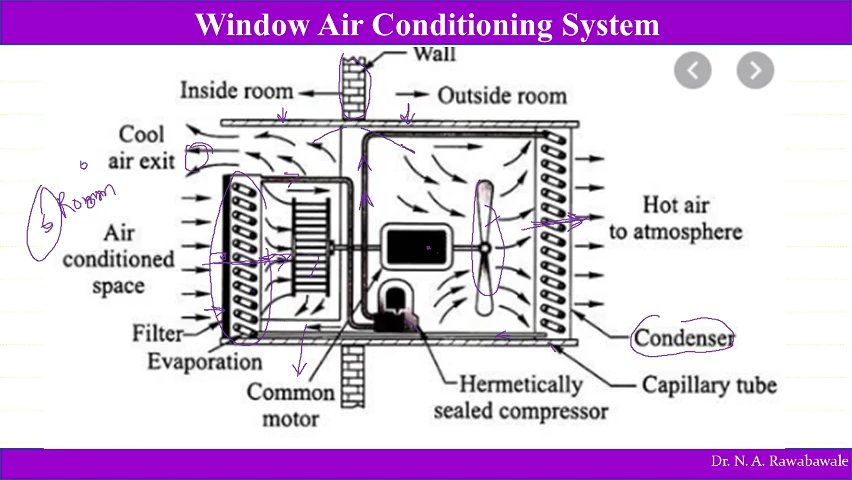 Window Air Conditioning System
Wall
Inside room
Outside room
Cool
air exit
Room
Air
conditioned
space
Hot air
to atmosphere
Filter
Evaporation
Condenser
Common
motor
Hermetically
sealed compressor
Capillary tube
Dr. N. A. Rawabawale